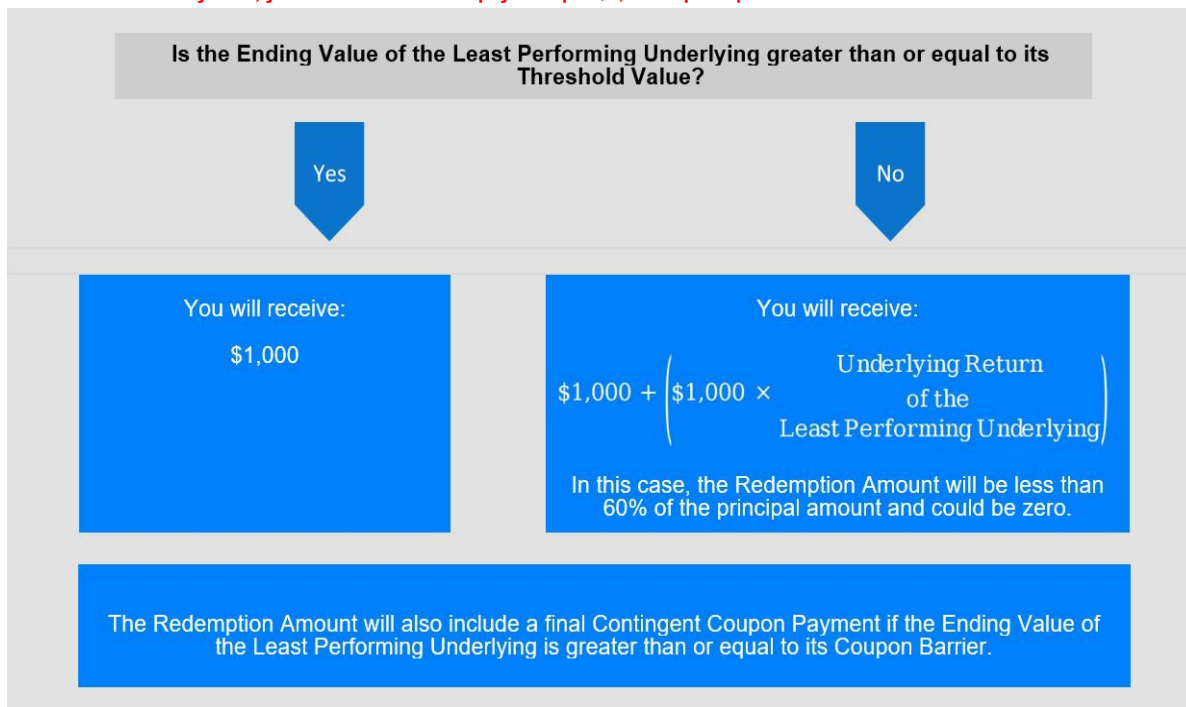 Is the Ending Value of the Least Performing Underlying greater than or equal to its
Threshold Value?
Yes
No
You will receive:
$1,000
You will receive:
$1,000 + ($1,000 × Underlying Return
of the
Least Performing Underlying)
In this case, the Redemption Amount will be less than
60% of the principal amount and could be zero.
The Redemption Amount will also include a final Contingent Coupon Payment if the Ending Value of
the Least Performing Underlying is greater than or equal to its Coupon Barrier.